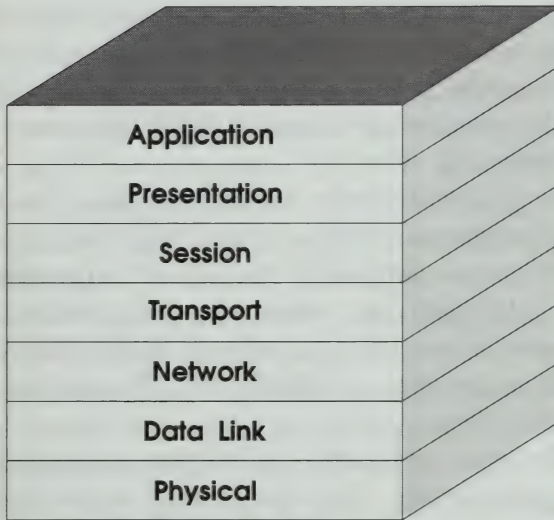 Application
Presentation
Session
Transport
Network
Data Link
Physical